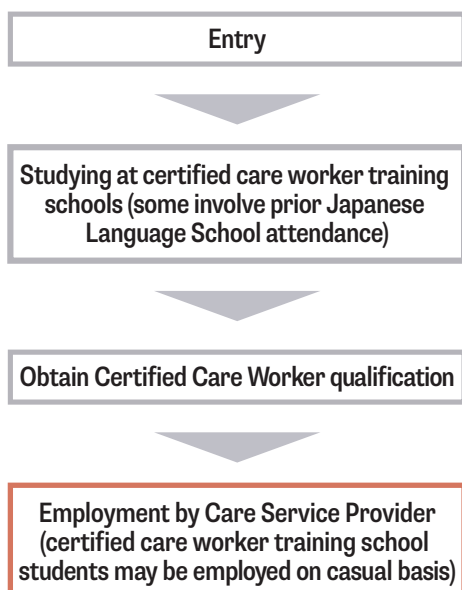 Entry
Studying at certified care worker training
schools (some involve prior Japanese
Language School attendance)
Obtain Certified Care Worker qualification
Employment by Care Service Provider
(certified care worker training school
students may be employed on casual basis)